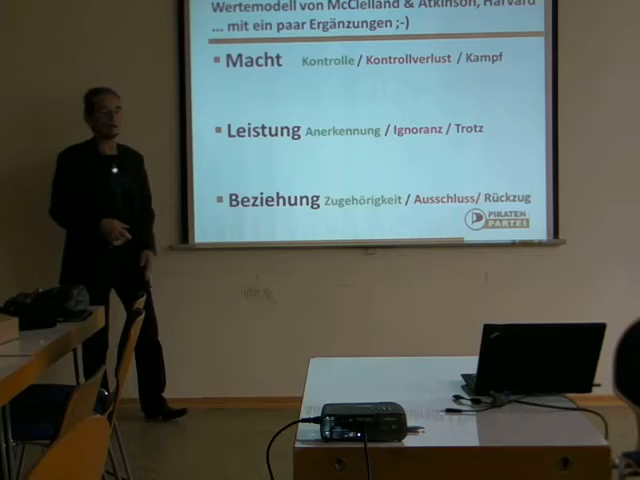 Wertemodell von McClelland & Atkinson, Harvard
... mit ein paar Ergänzungen ;-)
▪ Macht Kontrolle / Kontrollverlust / Kampf
▪ Leistung Anerkennung / Ignoranz / Trotz
▪ Beziehung Zugehörigkeit / Ausschluss/ Rückzug
PIRATEN
PARTEI